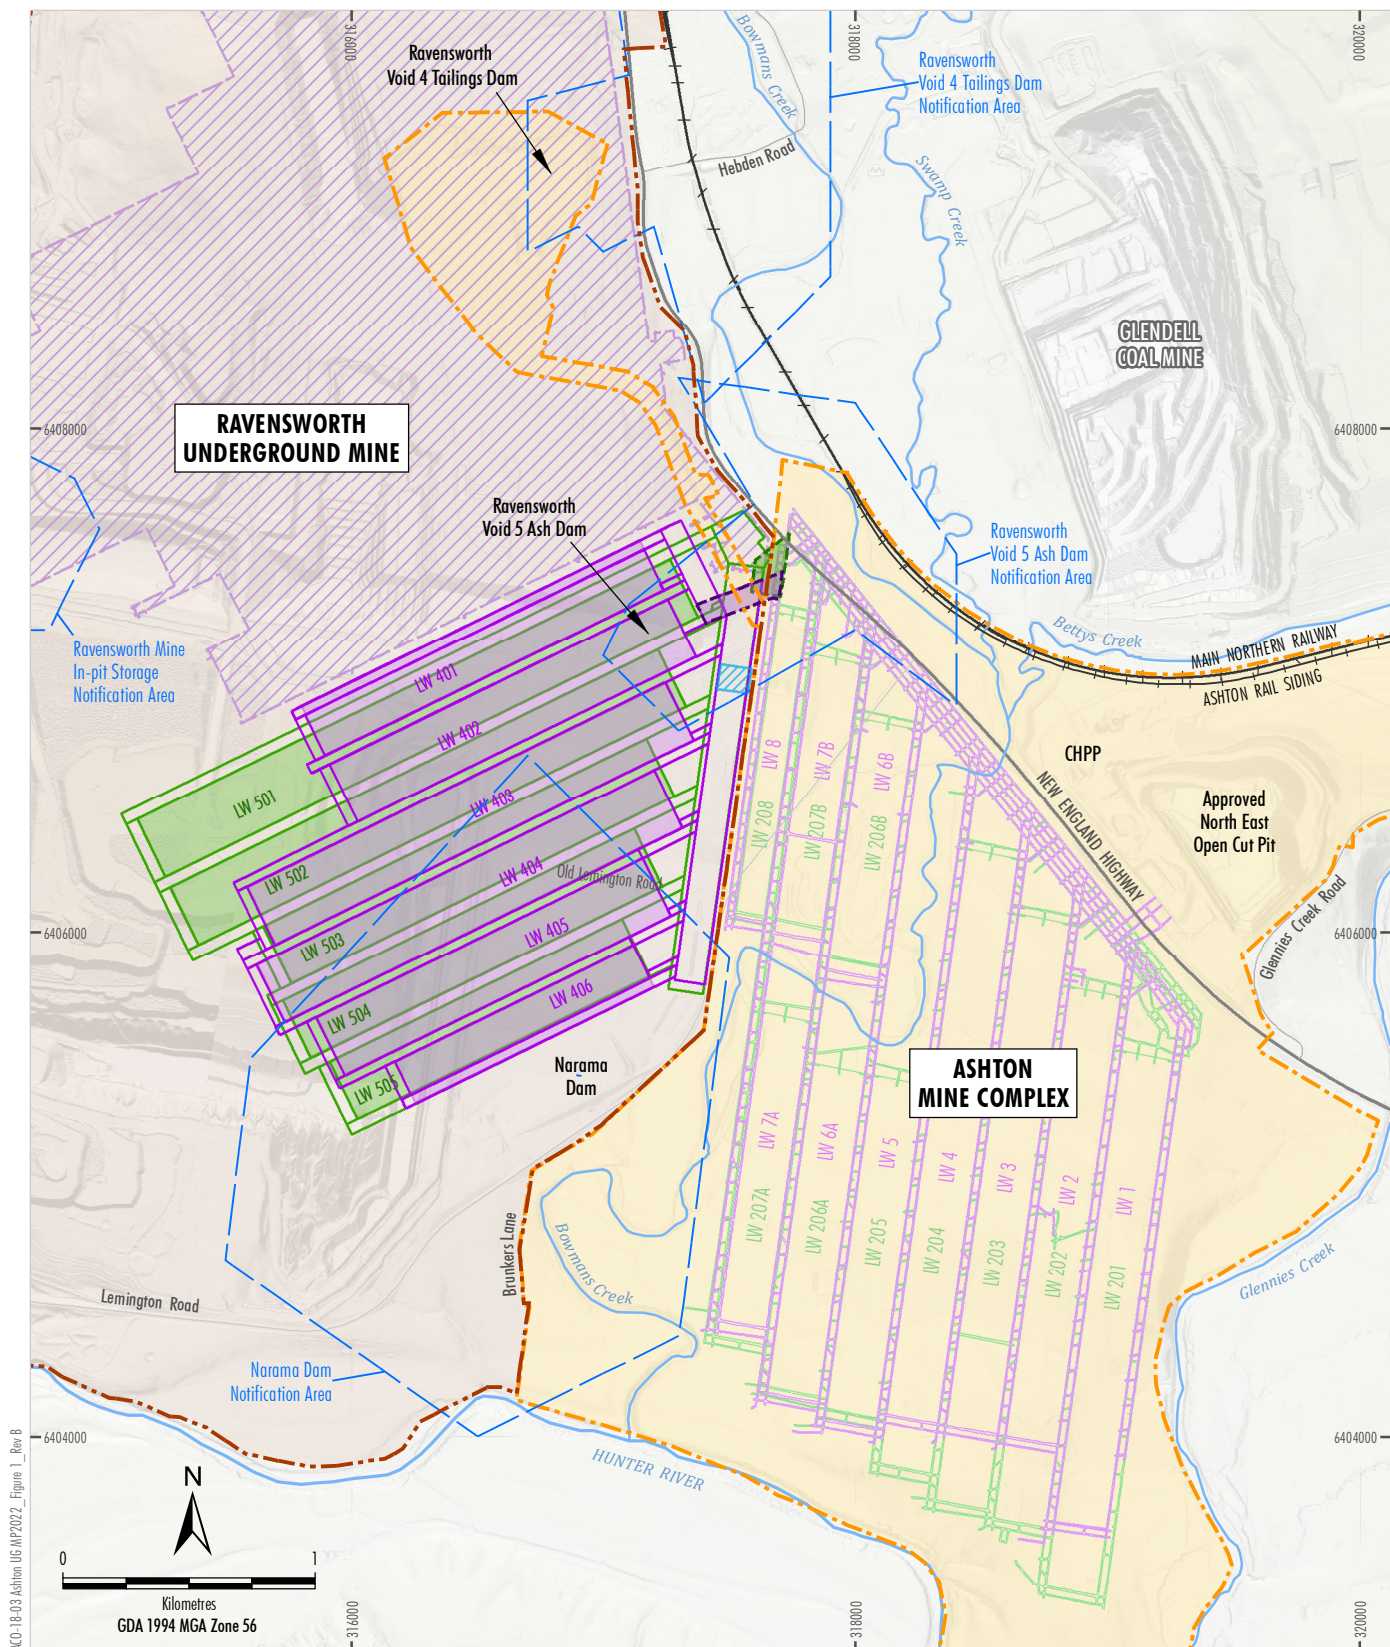 316000
318000
320000
Bowmans Creek
Ravensworth
Void 4 Tailings Dam
Ravensworth
Void 4 Tailings Dam
Notification Area
Hebden Road
Swamp Creek
GLENDELL
COAL MINE
RAVENSWORTH
UNDERGROUND MINE
6408000
6408000
Ravensworth
Void 5 Ash Dam
Ravensworth
Void 5 Ash Dam
Notification Area
Bettys Creek
MAIN NORTHERN RAILWAY
ASHTON RAIL SIDING
Ravensworth Mine
In-pit Storage
Notification Area
LW 401
LW 402
LW 403
LW 404
LW 405
LW 406
LW 501
LW 502
LW 503
LW 504
LW 505
Old Lemington Road
LW 8
LW 7B
LW 6B
LW 208
LW 207B
LW 206B
CHPP
NEW ENGLAND HIGHWAY
Approved
North East
Open Cut Pit
Glennies Creek Road
6406000
6406000
Narama
Dam
ASHTON
MINE COMPLEX
LW 7A
LW 6A
LW 5
LW 4
LW 3
LW 2
LW 1
LW 207A
LW 206A
LW 205
LW 204
LW 203
LW 202
LW 201
Brunkers Lane
Bowmans Creek
Glennies Creek
Lemington Road
Narama Dam
Notification Area
6404000
6404000
HUNTER RIVER
N
0 1
Kilometres
GDA 1994 MGA Zone 56
316000
318000
320000
ACO-18-03 Ashton UG MP2022_Figure 1_Rev B